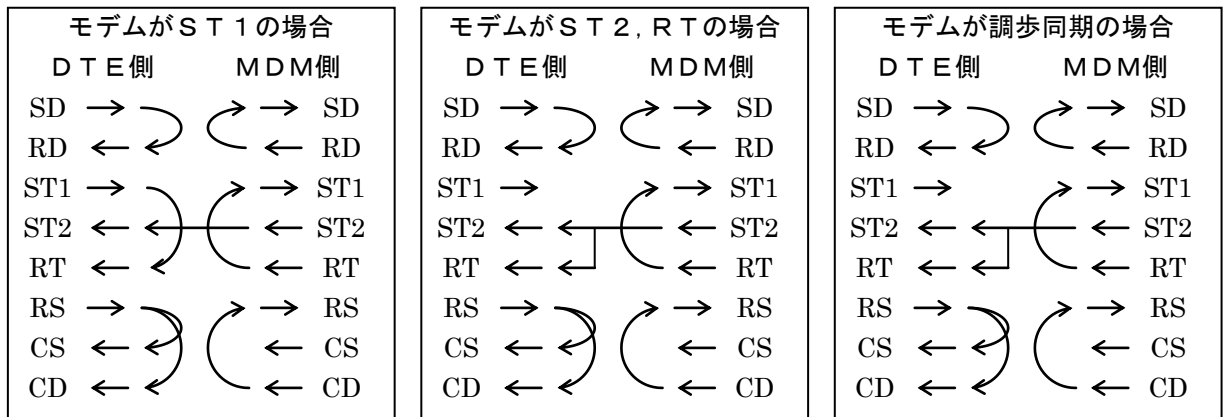 モデムがＳＴ１の場合
ＤＴＥ側 ＭＤＭ側
SD SD
RD RD
ST1 ST1
ST2 ST2
RT RT
RS RS
CS CS
CD CD
モデムがＳＴ２，ＲＴの場合
ＤＴＥ側 ＭＤＭ側
SD SD
RD RD
ST1 ST1
ST2 ST2
RT RT
RS RS
CS CS
CD CD
モデムが調歩同期の場合
ＤＴＥ側 ＭＤＭ側
SD SD
RD RD
ST1 ST1
ST2 ST2
RT RT
RS RS
CS CS
CD CD